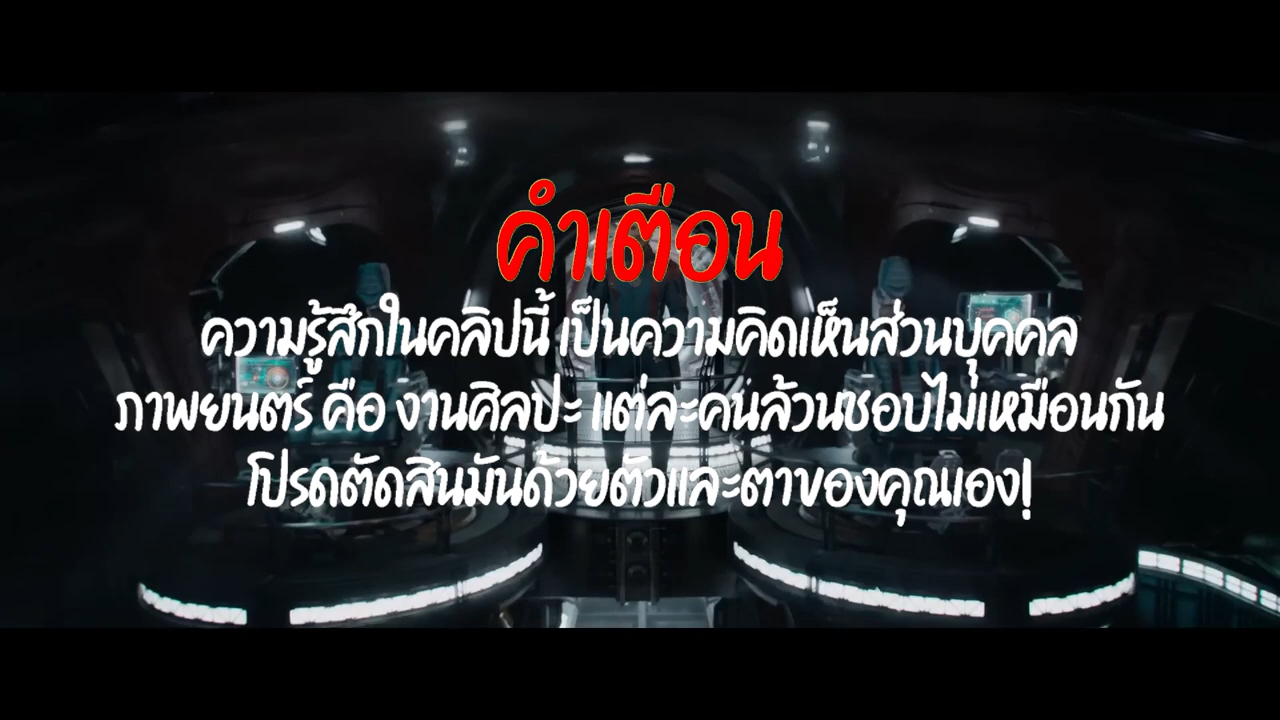 คำเตือน
ความรู้สึกในคลิปนี้ เป็นความคิดเห็นส่วนบุคคล
ภาพยนตร์ คือ งานศิลปะ แต่ละคนล้วนชอบไม่เหมือนกัน
โปรดตัดสินมันด้วยตัวและตาของคุณเอง!